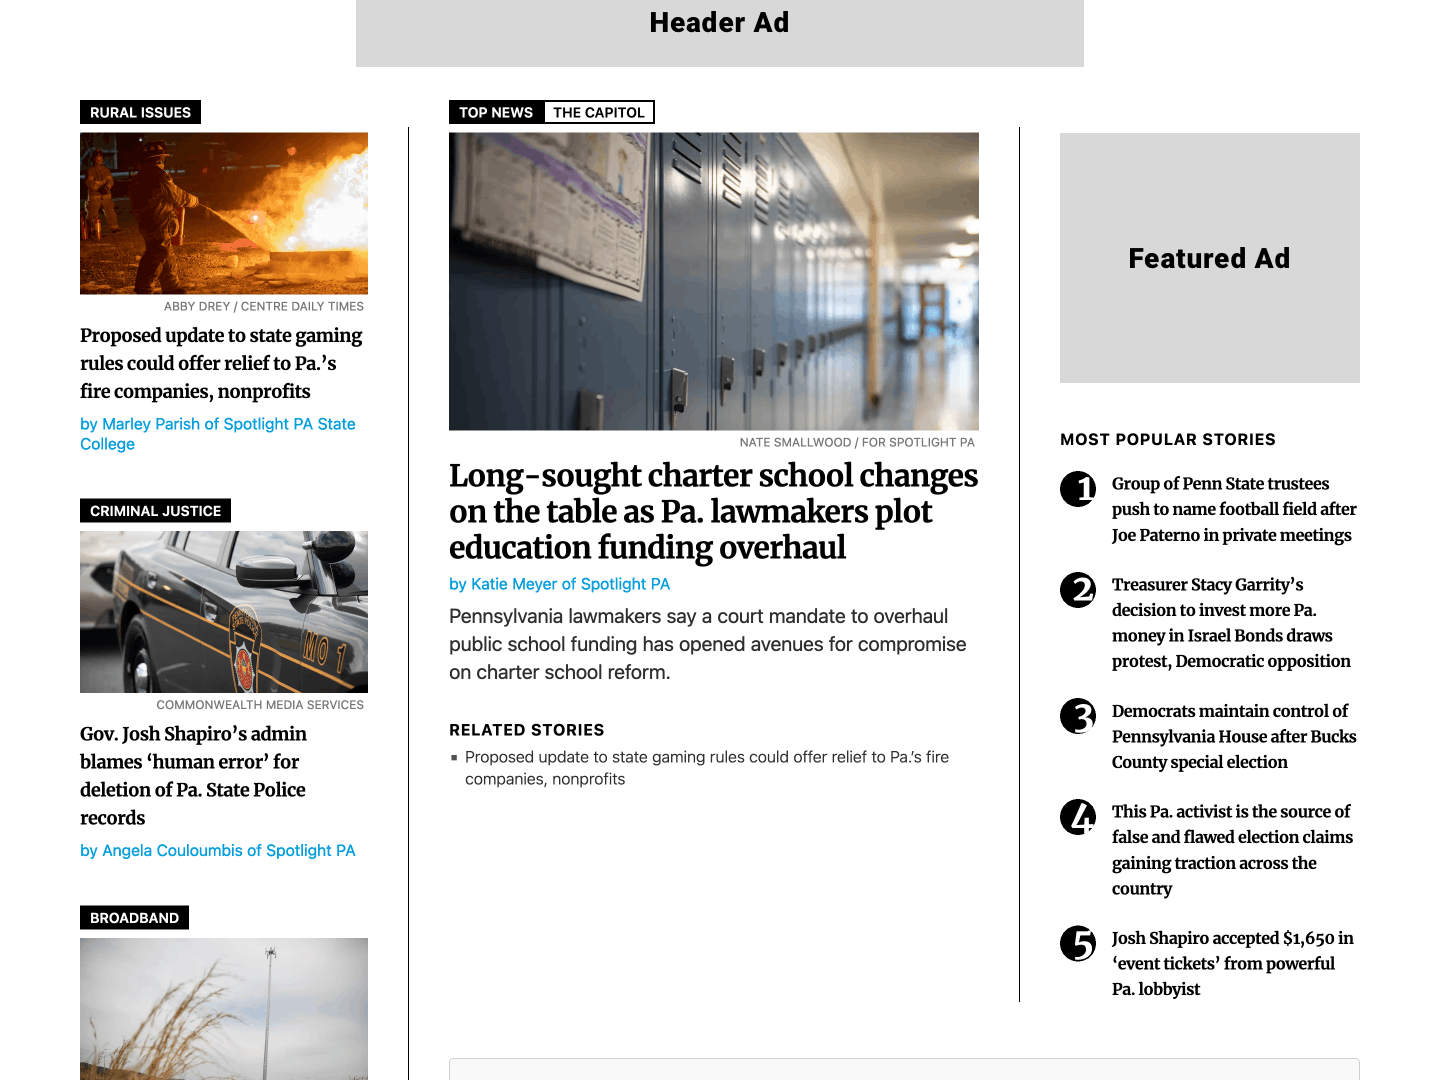 Header Ad
RURAL ISSUES
ABBY DREY / CENTRE DAILY TIMES
Proposed update to state gaming
rules could offer relief to Pa.’s
fire companies, nonprofits
by Marley Parish of Spotlight PA State
College
CRIMINAL JUSTICE
MO 1
COMMONWEALTH MEDIA SERVICES
Gov. Josh Shapiro’s admin
blames ‘human error’ for
deletion of Pa. State Police
records
by Angela Couloumbis of Spotlight PA
BROADBAND
TOP NEWS THE CAPITOL
NATE SMALLWOOD / FOR SPOTLIGHT PA
Long-sought charter school changes
on the table as Pa. lawmakers plot
education funding overhaul
by Katie Meyer of Spotlight PA
Pennsylvania lawmakers say a court mandate to overhaul
public school funding has opened avenues for compromise
on charter school reform.
RELATED STORIES
Proposed update to state gaming rules could offer relief to Pa.’s fire
companies, nonprofits
Featured Ad
MOST POPULAR STORIES
1 Group of Penn State trustees
push to name football field after
Joe Paterno in private meetings
2 Treasurer Stacy Garrity’s
decision to invest more Pa.
money in Israel Bonds draws
protest, Democratic opposition
3 Democrats maintain control of
Pennsylvania House after Bucks
County special election
4 This Pa. activist is the source of
false and flawed election claims
gaining traction across the
country
5 Josh Shapiro accepted $1,650 in
‘event tickets’ from powerful
Pa. lobbyist